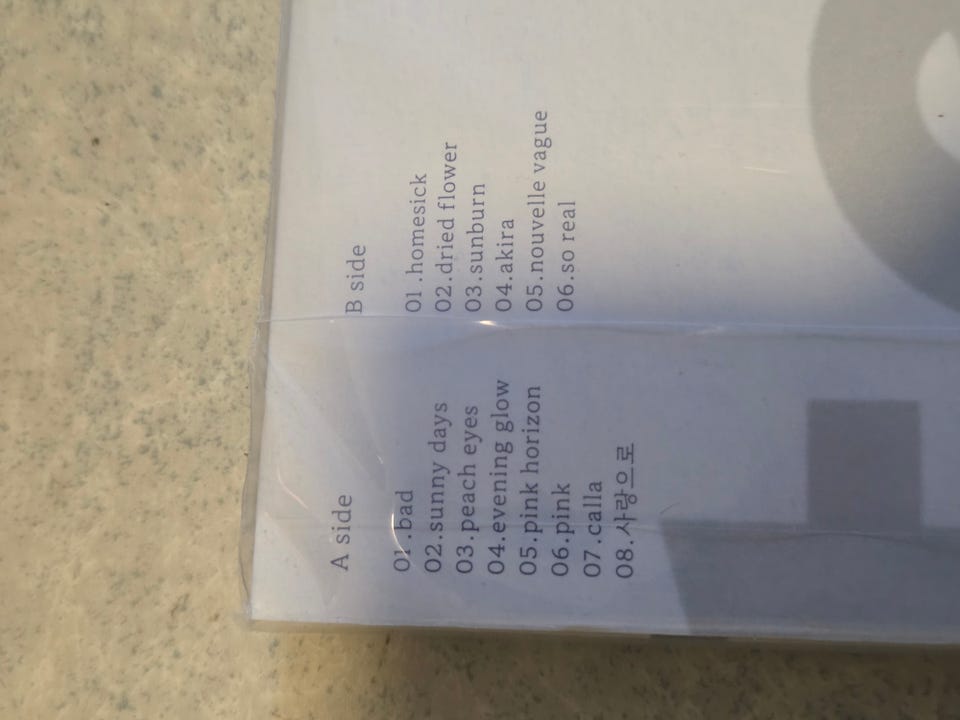 A side
01.bad
02.sunny days
03.peach eyes
04.evening glow
05.pink horizon
06.pink
07.calla
08.사랑으로
B side
01.homesick
02.dried flower
03.sunburn
04.akira
05.nouvelle vague
06.so real